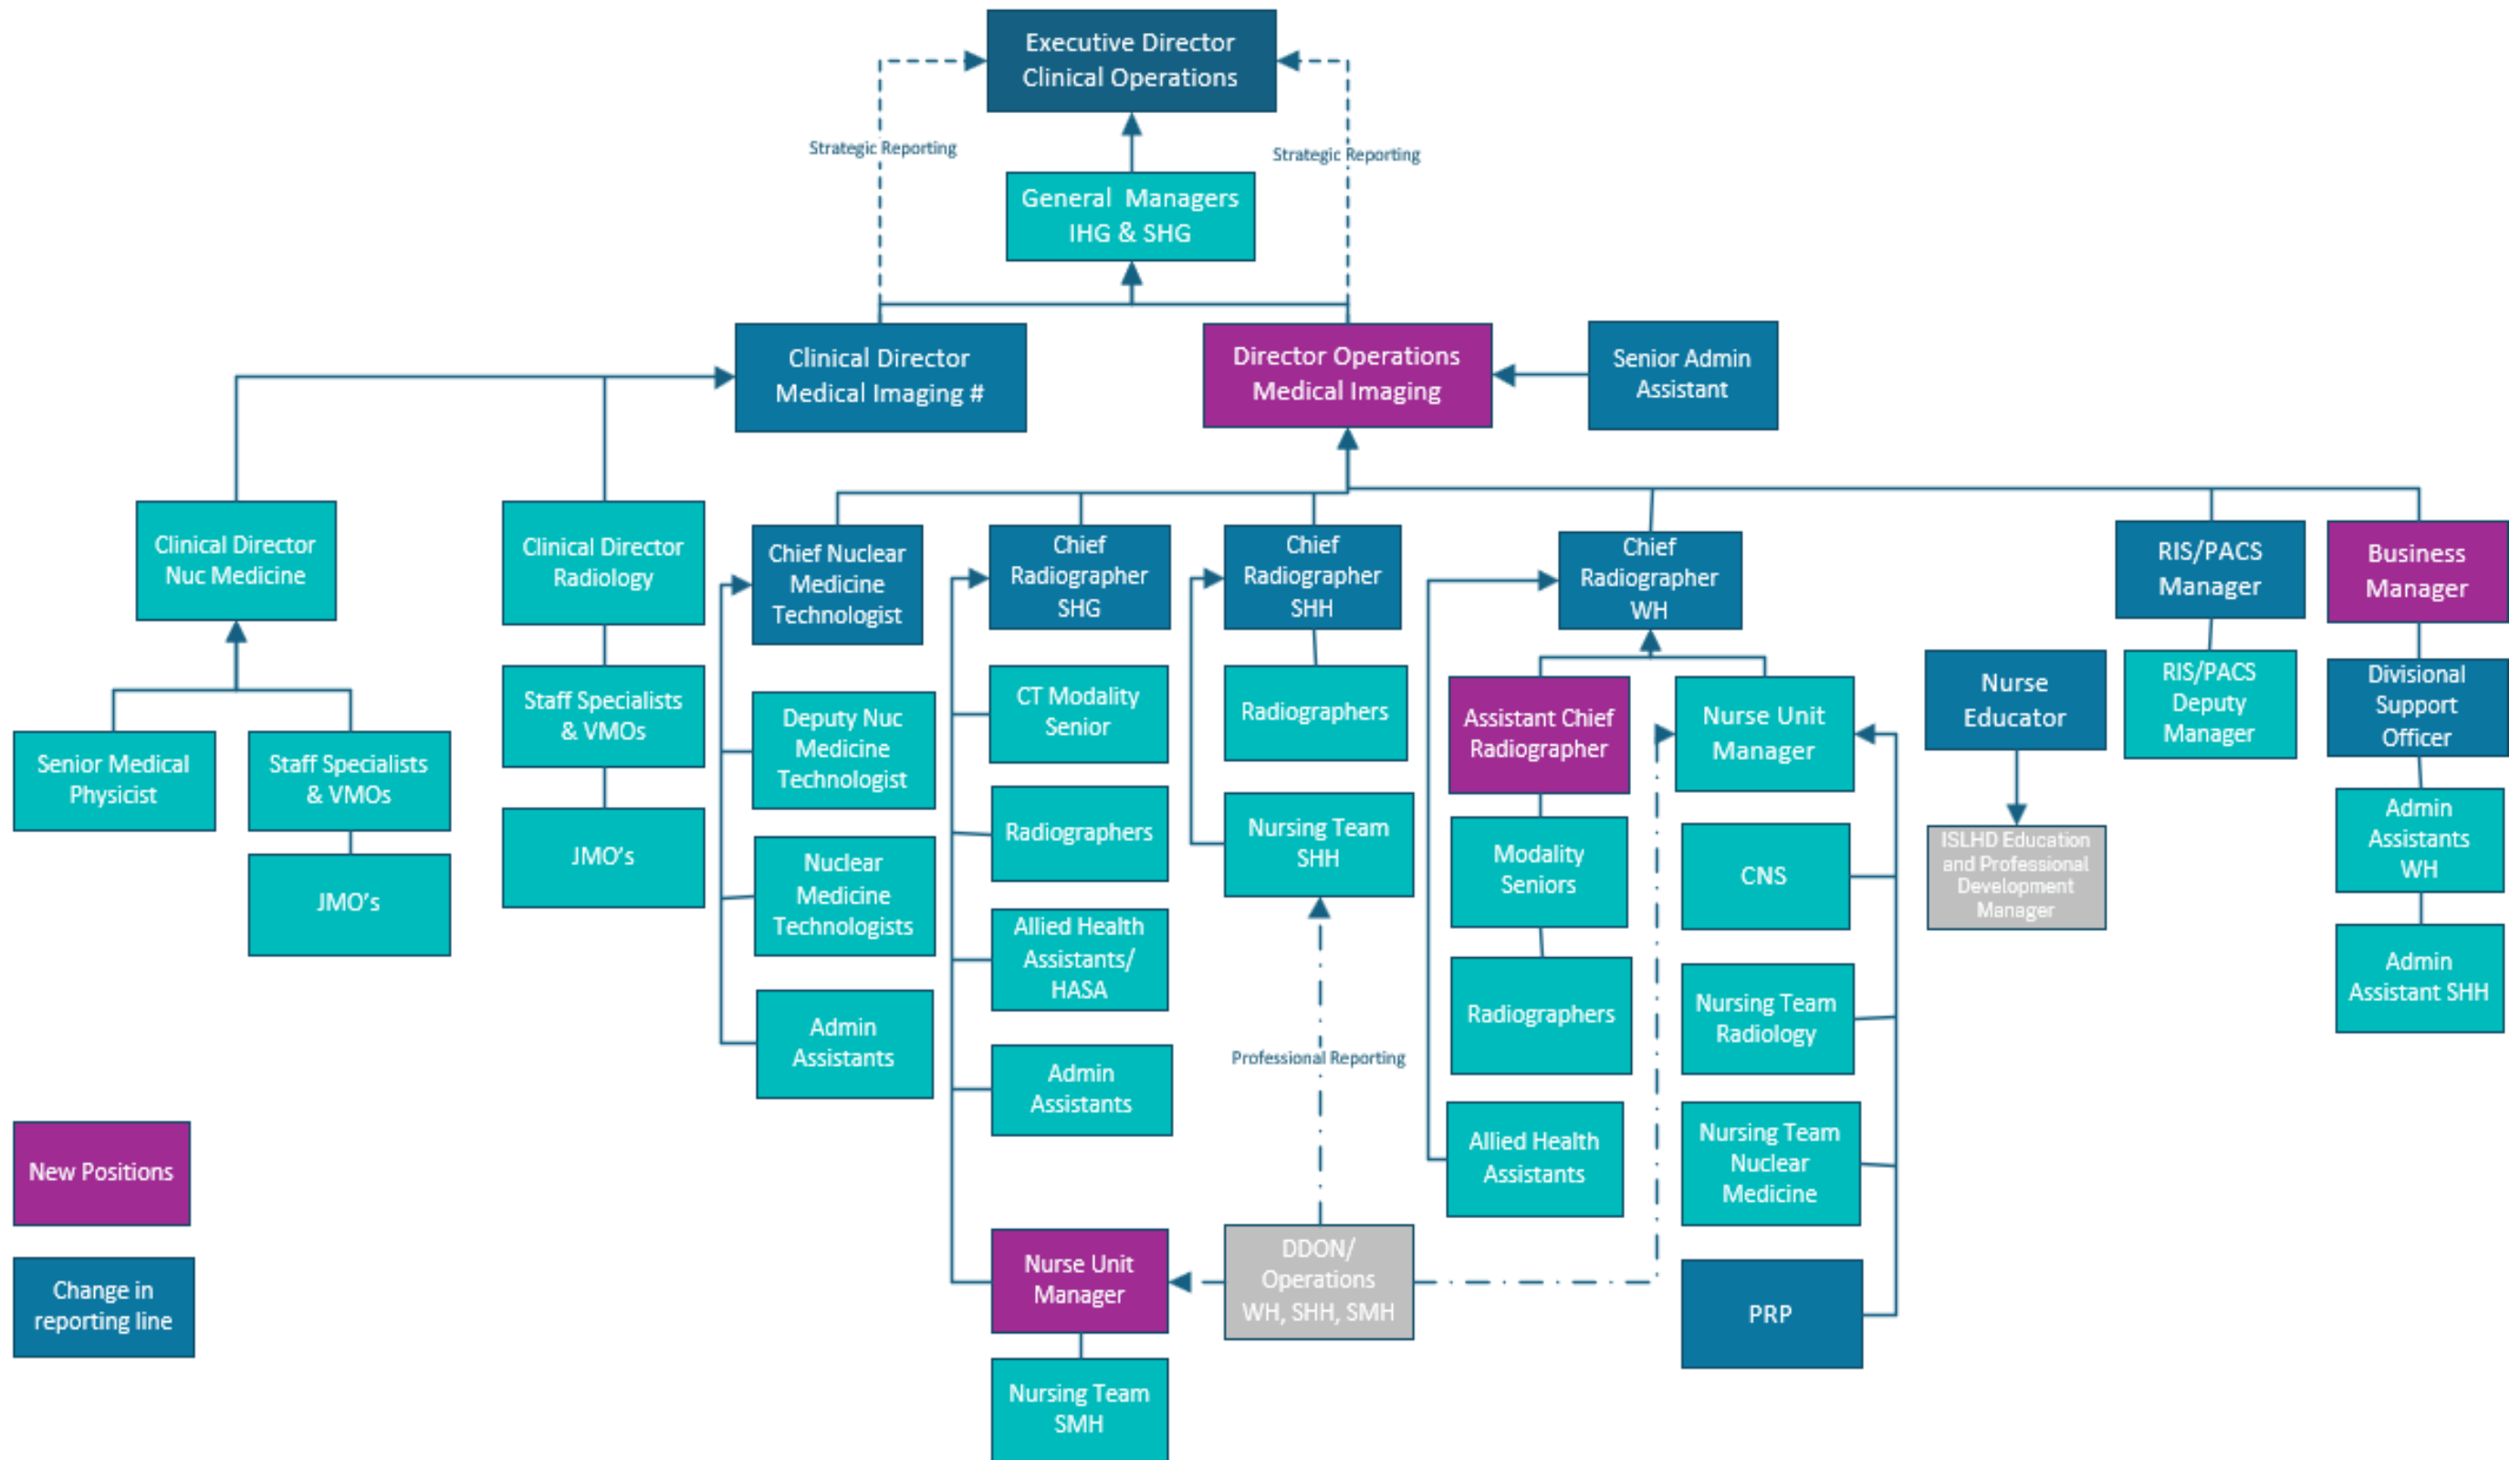 Executive Director
Clinical Operations
Strategic Reporting
Strategic Reporting
General Managers
IHG & SHG
Clinical Director
Medical Imaging #
Director Operations
Medical Imaging
Senior Admin
Assistant
Clinical Director
Nuc Medicine
Clinical Director
Radiology
Chief Nuclear
Medicine
Technologist
Chief
Radiographer
SHG
Chief
Radiographer
SHH
Chief
Radiographer
WH
RIS/PACS
Manager
Business
Manager
Senior Medical
Physicist
Staff Specialists
& VMOs
JMO's
Staff Specialists
& VMOs
JMO's
Deputy Nuc
Medicine
Technologist
Nuclear
Medicine
Technologists
Admin
Assistants
CT Modality
Senior
Radiographers
Allied Health
Assistants/
HASA
Admin
Assistants
Nurse Unit
Manager
Nursing Team
SMH
Radiographers
Nursing Team
SHH
Professional Reporting
DDON/
Operations
WH, SHH, SMH
Assistant Chief
Radiographer
Modality
Seniors
Radiographers
Allied Health
Assistants
Nurse Unit
Manager
CNS
Nursing Team
Radiology
Nursing Team
Nuclear
Medicine
PRP
Nurse
Educator
ISLHD Education
and Professional
Development
Manager
RIS/PACS
Deputy
Manager
Divisional
Support
Officer
Admin
Assistants
WH
Admin
Assistant SHH
New Positions
Change in
reporting line